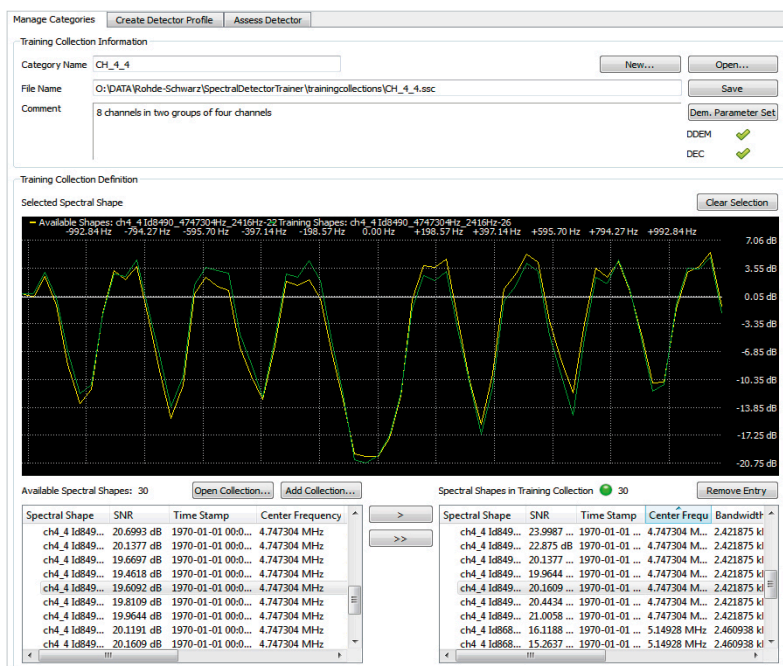 Manage Categories Create Detector Profile Assess Detector
Training Collection Information
Category Name CH_4_4 New... Open...
File Name O:\DATA\Rohde-Schwarz\SpectralDetectorTrainer\trainingcollections\CH_4_4.ssc Save
Comment 8 channels in two groups of four channels Dem. Parameter Set
DDEM
DEC
Training Collection Definition
Selected Spectral Shape Clear Selection
Available Shapes: ch4_4 Id8490_4747304Hz_2416Hz-22 Training Shapes: ch4_4 Id8490_4747304Hz_2416Hz-26
-992.84 Hz -794.27 Hz -595.70 Hz -397.14 Hz -198.57 Hz 0.00 Hz +198.57 Hz +397.14 Hz +595.70 Hz +794.27 Hz +992.84 Hz
7.06 dB
3.55 dB
0.05 dB
-3.35 dB
-6.85 dB
-10.35 dB
-13.85 dB
-17.25 dB
-20.75 dB
Available Spectral Shapes: 30 Open Collection... Add Collection... > Spectral Shapes in Training Collection 30 Remove Entry
Spectral Shape SNR Time Stamp Center Frequency >> Spectral Shape SNR Time Stamp Center Frequ Bandwidth
ch4_4 Id849... 20.6993 dB 1970-01-01 00:0... 4.747304 MHz ch4_4 Id849... 23.9987 ... 1970-01-01 ... 4.747304 M... 2.421875 kl
ch4_4 Id849... 20.1377 dB 1970-01-01 00:0... 4.747304 MHz ch4_4 Id849... 22.875 dB 1970-01-01 ... 4.747304 M... 2.421875 kl
ch4_4 Id849... 19.6697 dB 1970-01-01 00:0... 4.747304 MHz ch4_4 Id849... 20.1377 ... 1970-01-01 ... 4.747304 M... 2.421875 kl
ch4_4 Id849... 19.4618 dB 1970-01-01 00:0... 4.747304 MHz ch4_4 Id849... 19.9644 ... 1970-01-01 ... 4.747304 M... 2.421875 kl
ch4_4 Id849... 19.6092 dB 1970-01-01 00:0... 4.747304 MHz ch4_4 Id849... 20.1609 ... 1970-01-01 ... 4.747304 M... 2.421875 kl
ch4_4 Id849... 19.8109 dB 1970-01-01 00:0... 4.747304 MHz ch4_4 Id849... 20.4434 ... 1970-01-01 ... 4.747304 M... 2.421875 kl
ch4_4 Id849... 19.9644 dB 1970-01-01 00:0... 4.747304 MHz ch4_4 Id849... 21.0058 ... 1970-01-01 ... 4.747304 M... 2.421875 kl
ch4_4 Id849... 20.1191 dB 1970-01-01 00:0... 4.747304 MHz ch4_4 Id868... 16.1188 ... 1970-01-01 ... 5.14928 MHz 2.460938 kl
ch4_4 Id849... 20.1609 dB 1970-01-01 00:0... 4.747304 MHz ch4_4 Id868... 15.2637 ... 1970-01-01 ... 5.14928 MHz 2.460938 kl